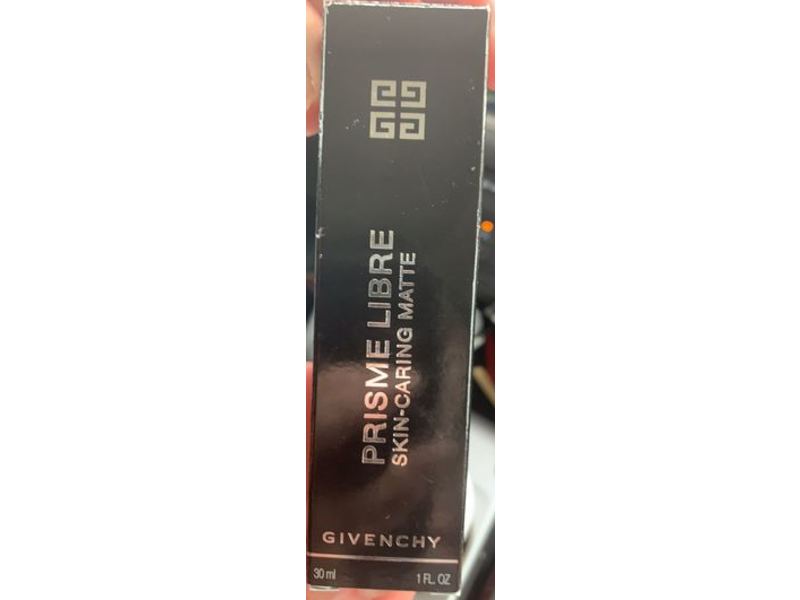 PRISME LIBRE
SKIN-CARING MATTE
GIVENCHY
30 ml 1 FL. OZ